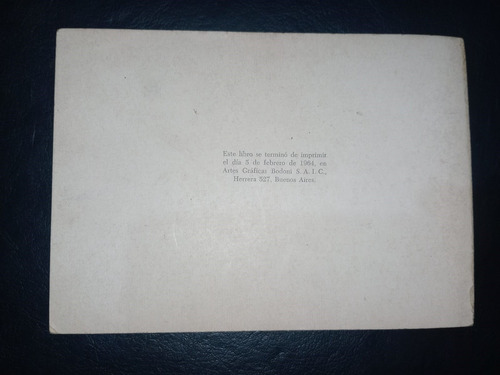 Este libro se terminó de imprimir
el día 5 de febrero de 1964, en
Artes Gráficas Bodoni S. A. I. C.,
Herrera 527, Buenos Aires.